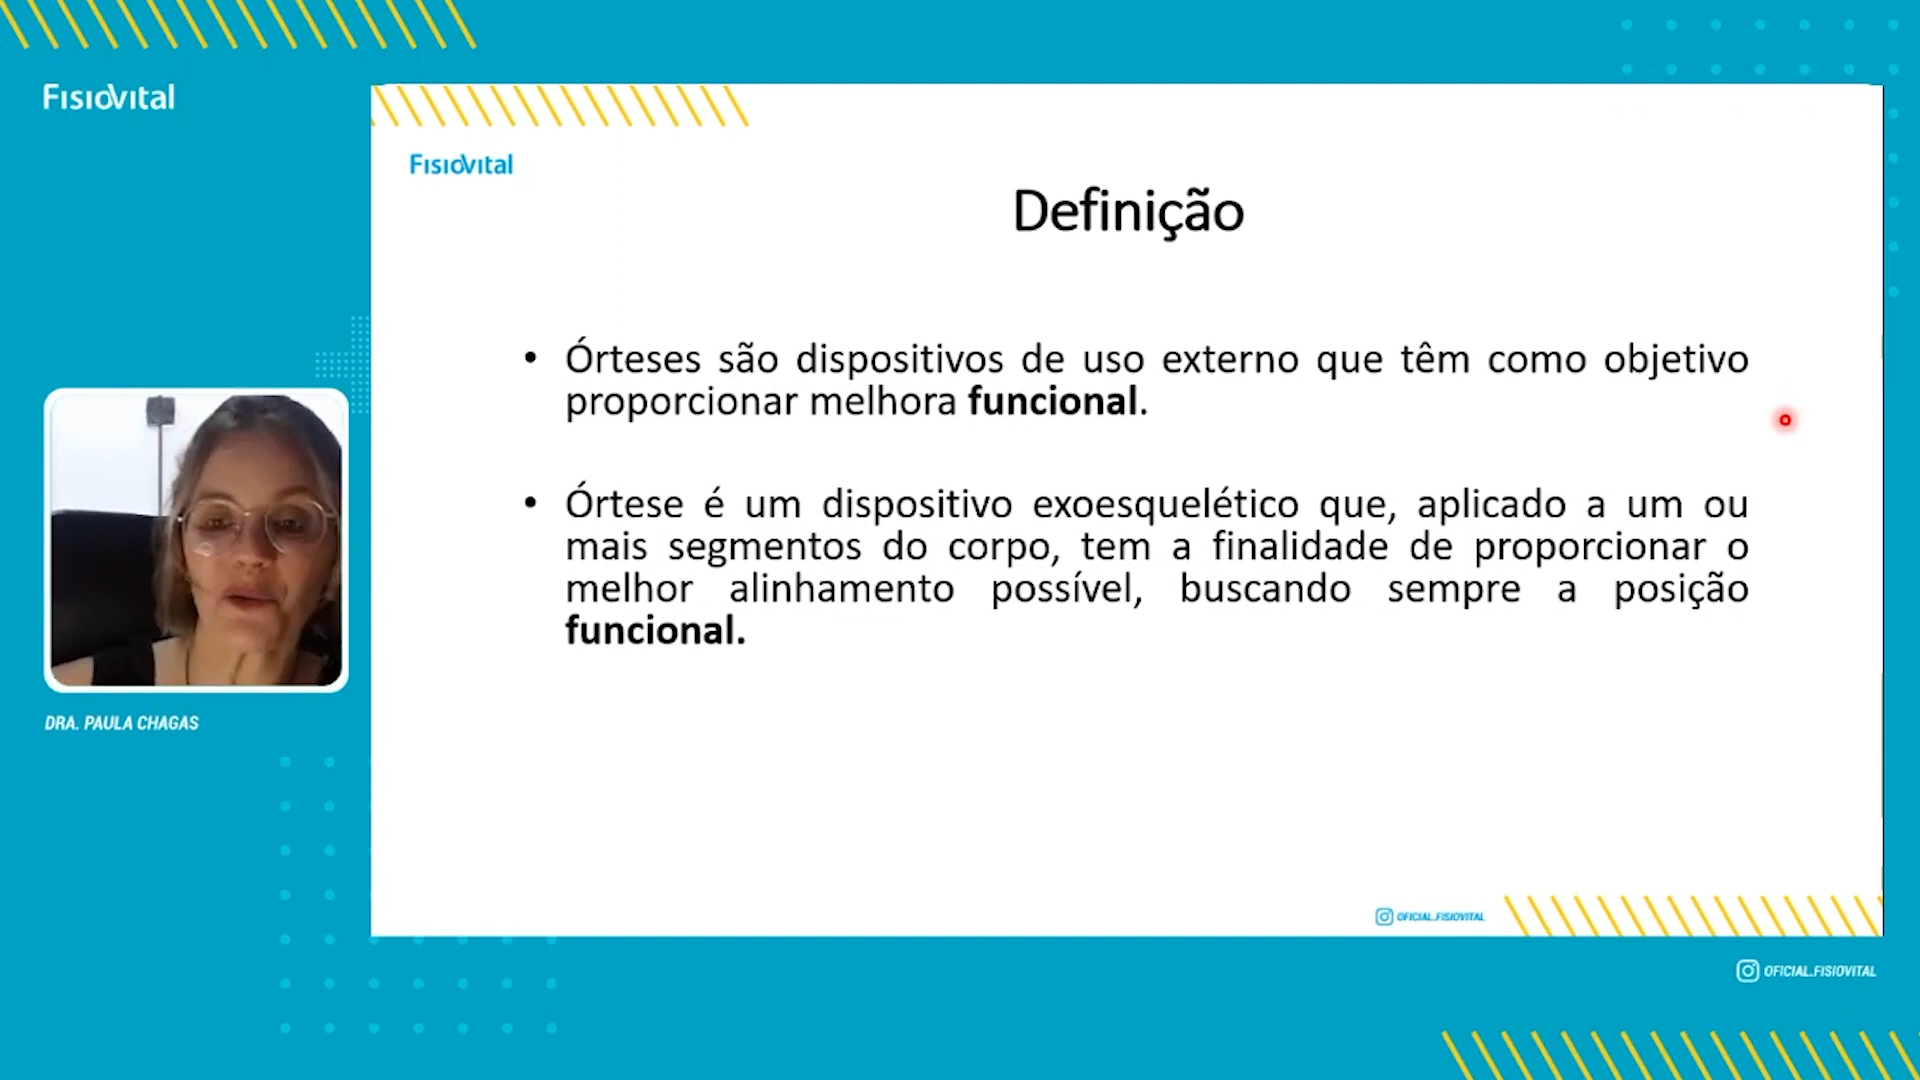 FisioVital
FisioVital
Definição
• Órteses são dispositivos de uso externo que têm como objetivo
proporcionar melhora funcional.
• Órtese é um dispositivo exoesquelético que, aplicado a um ou
mais segmentos do corpo, tem a finalidade de proporcionar o
melhor alinhamento possível, buscando sempre a posição
funcional.
DRA. PAULA CHAGAS
OFICIAL.FISIOVITAL
OFICIAL.FISIOVITAL